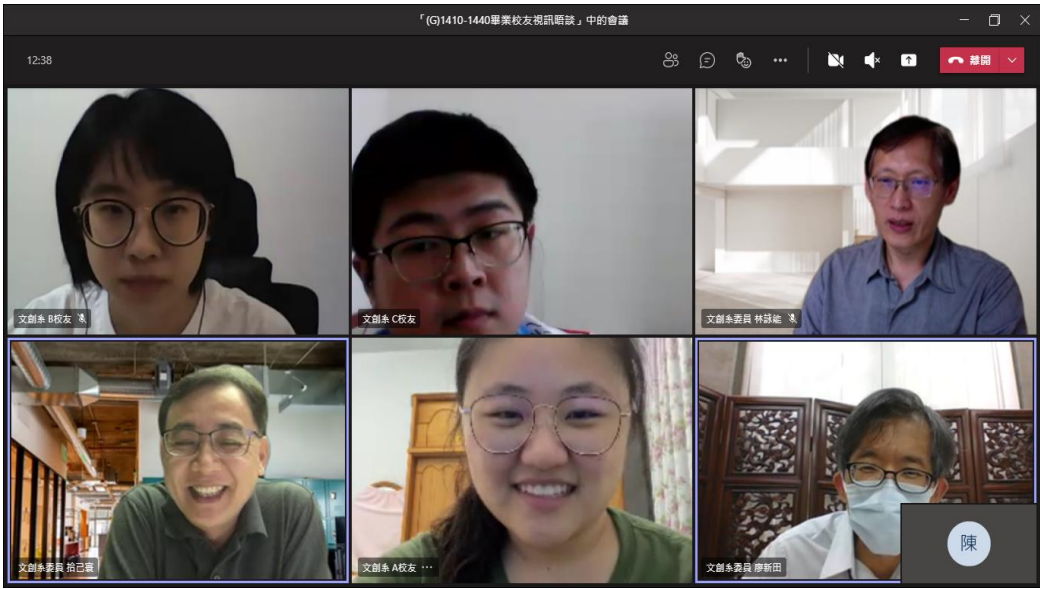 「(G)1410-1440畢業校友視訊晤談」中的會議
12:38
離開
文創系 B校友
文創系 C校友
文創系委員 林詠能
文創系委員 拾已寰
文創系 A校友
文創系委員 廖新田
陳